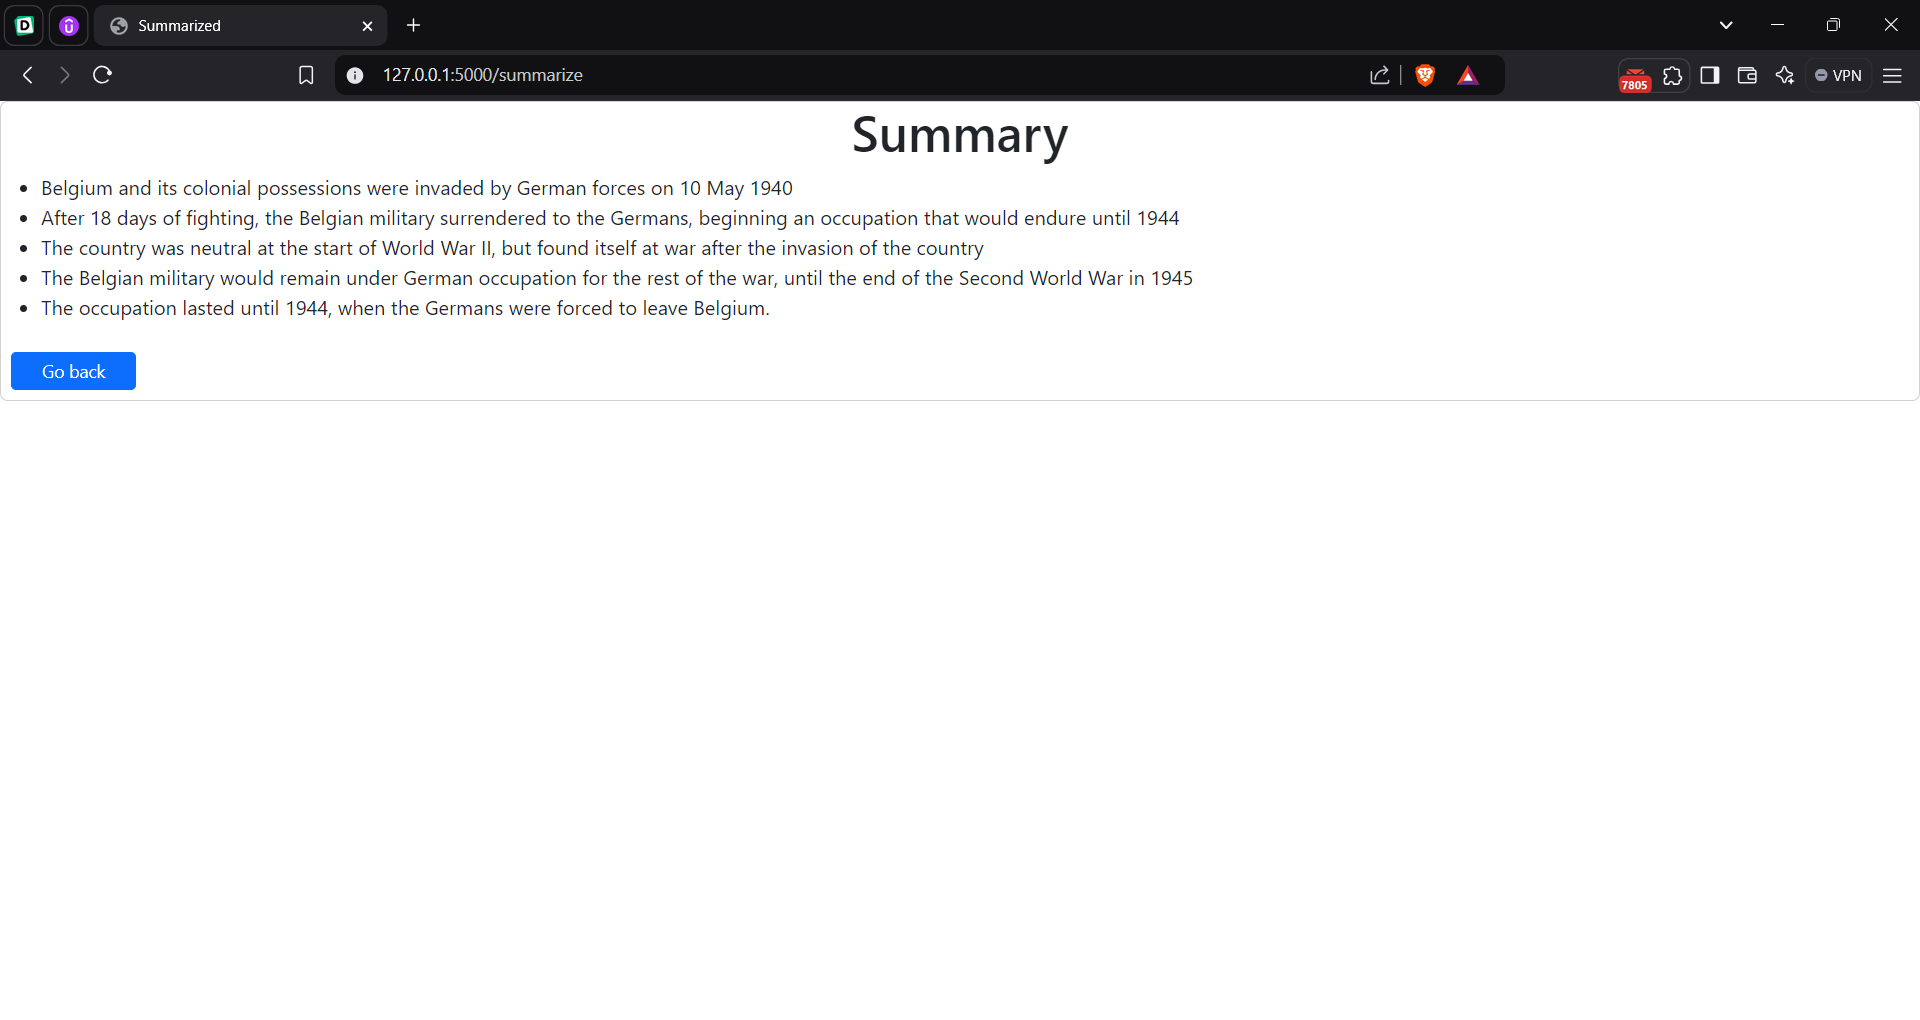 Summarized
127.0.0.1:5000/summarize
7805
VPN
Summary
• Belgium and its colonial possessions were invaded by German forces on 10 May 1940
• After 18 days of fighting, the Belgian military surrendered to the Germans, beginning an occupation that would endure until 1944
• The country was neutral at the start of World War II, but found itself at war after the invasion of the country
• The Belgian military would remain under German occupation for the rest of the war, until the end of the Second World War in 1945
• The occupation lasted until 1944, when the Germans were forced to leave Belgium.
Go back